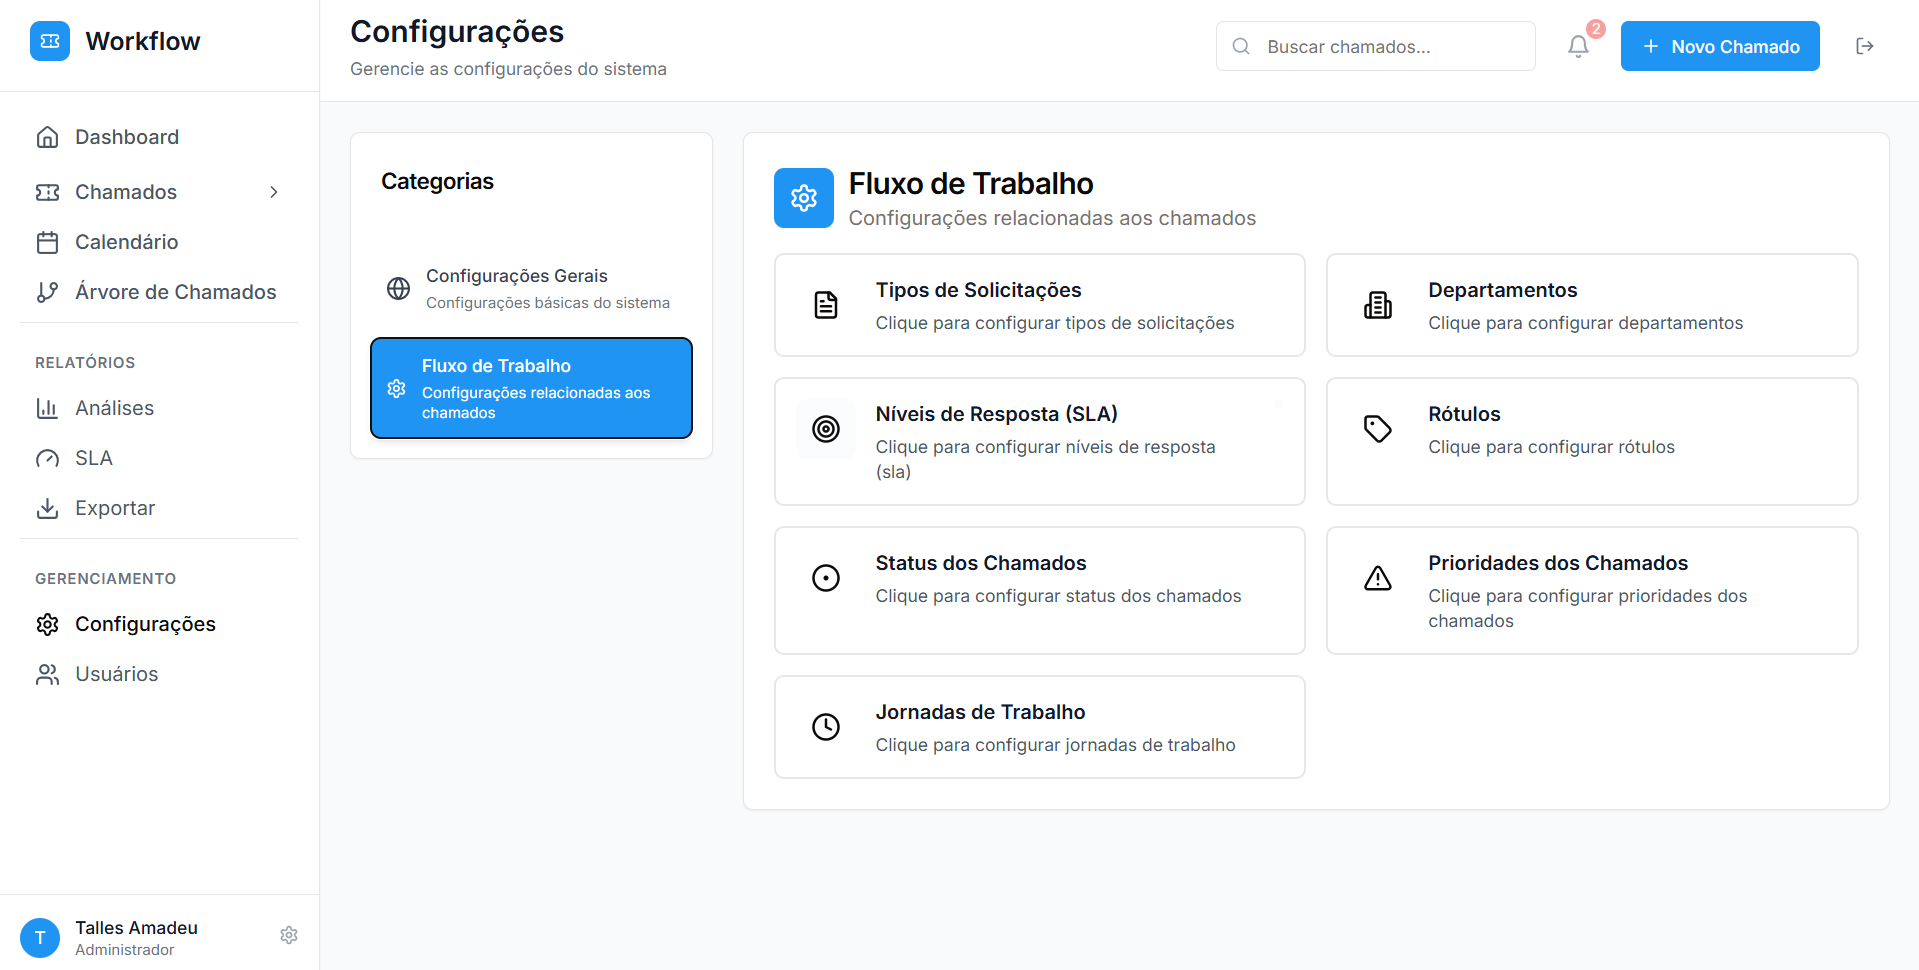 Workflow
Dashboard
Chamados
Calendário
Árvore de Chamados
RELATÓRIOS
Análises
SLA
Exportar
GERENCIAMENTO
Configurações
Usuários
T
Talles Amadeu
Administrador
Configurações
Gerencie as configurações do sistema
Buscar chamados...
2
Novo Chamado
Categorias
Configurações Gerais
Configurações básicas do sistema
Fluxo de Trabalho
Configurações relacionadas aos
chamados
Fluxo de Trabalho
Configurações relacionadas aos chamados
Tipos de Solicitações
Clique para configurar tipos de solicitações
Departamentos
Clique para configurar departamentos
Níveis de Resposta (SLA)
Clique para configurar níveis de resposta
(sla)
Rótulos
Clique para configurar rótulos
Status dos Chamados
Clique para configurar status dos chamados
Prioridades dos Chamados
Clique para configurar prioridades dos
chamados
Jornadas de Trabalho
Clique para configurar jornadas de trabalho